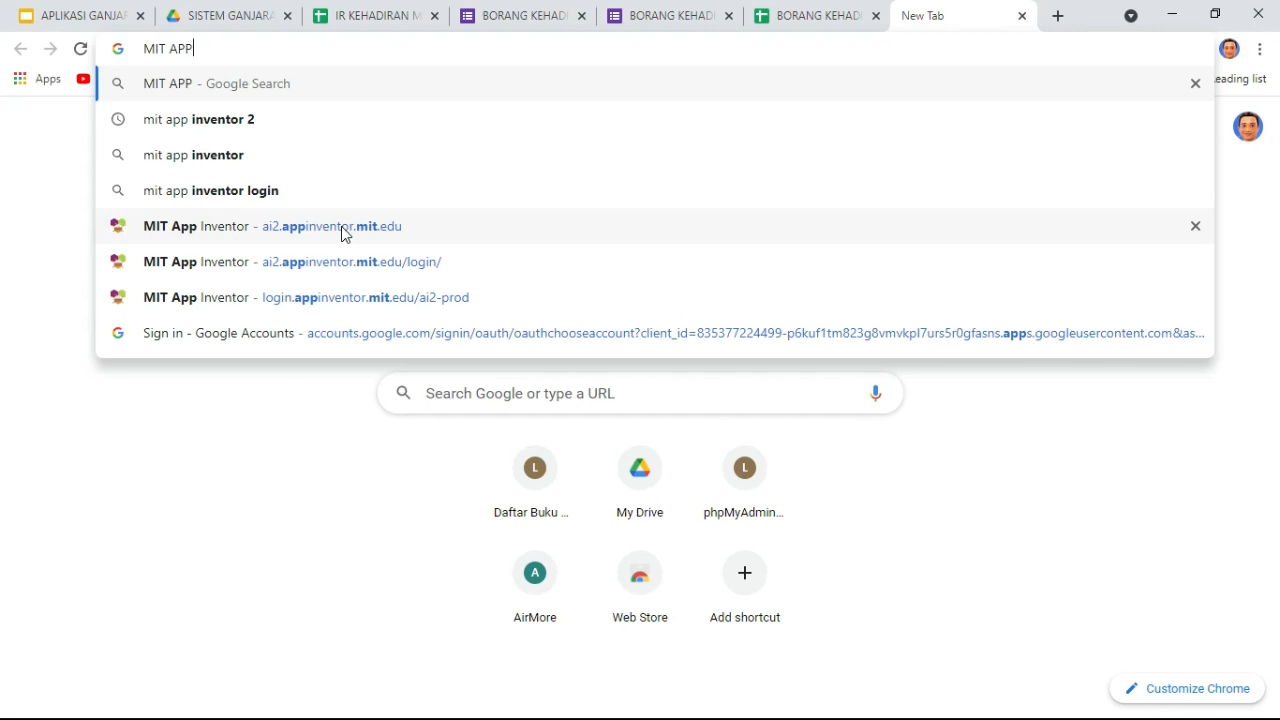 APLIKASI GANJAR
SISTEM GANJARA
IR KEHADIRAN M
BORANG KEHAD
BORANG KEHAD
BORANG KEHAD
New Tab
MIT APP
Apps
eading list
MIT APP - Google Search
mit app inventor 2
mit app inventor
mit app inventor login
MIT App Inventor - ai2.appinventor.mit.edu
MIT App Inventor - ai2.appinventor.mit.edu/login/
MIT App Inventor - login.appinventor.mit.edu/ai2-prod
Sign in - Google Accounts - accounts.google.com/signin/oauth/oauthchooseaccount?client_id=835377224499-p6kuf1tm823g8vmvkpl7urs5r0gfasns.apps.googleusercontent.com&as...
Search Google or type a URL
L
L
Daftar Buku ...
My Drive
phpMyAdmin...
A
AirMore
Web Store
Add shortcut
Customize Chrome